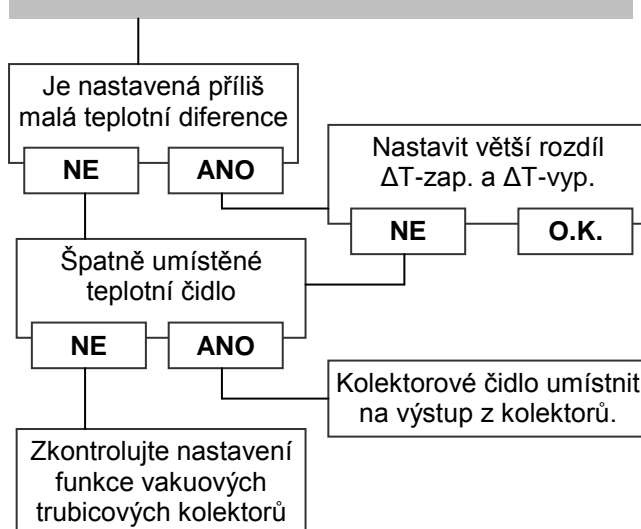 Je nastavená příliš
malá teplotní diference
NE
ANO
Nastavit větší rozdíl
ΔT-zap. a ΔT-vyp.
NE
O.K.
Špatně umístěné
teplotní čidlo
NE
ANO
Kolektorové čidlo umístnit
na výstup z kolektorů.
Zkontrolujte nastavení
funkce vakuových
trubicových kolektorů